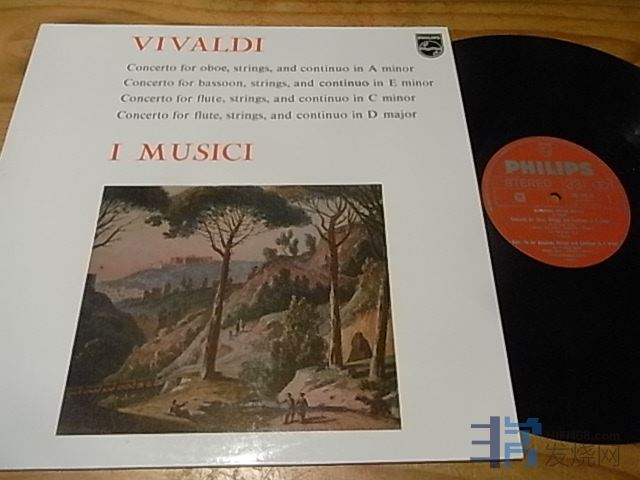 VIVALDI
PHILIPS
Concerto for oboe, strings, and continuo in A minor
Concerto for bassoon, strings, and continuo in E minor
Concerto for flute, strings, and continuo in C minor
Concerto for flute, strings, and continuo in D major
I MUSICI
PHILIPS
STEREO
发烧网